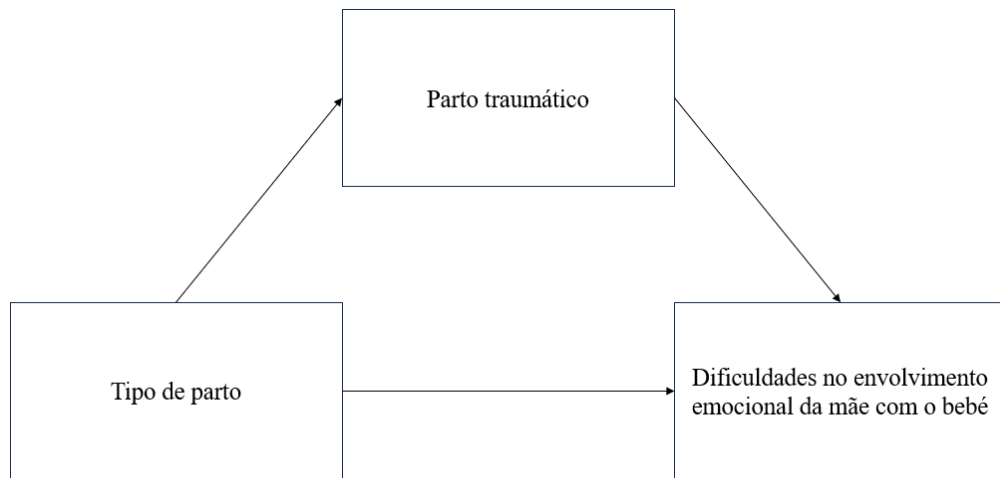 Parto traumático
Tipo de parto
Dificuldades no envolvimento
emocional da mãe com o bebé